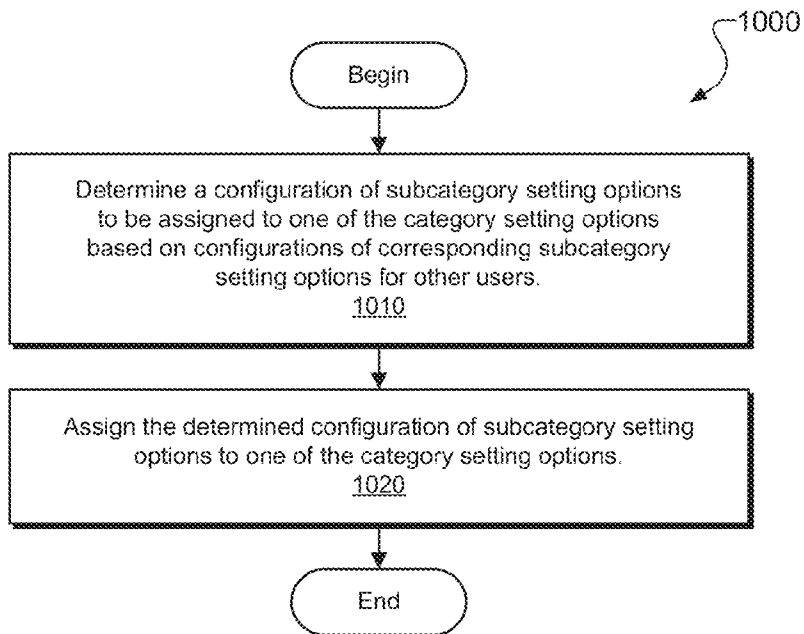 1000
Begin
Determine a configuration of subcategory setting options
to be assigned to one of the category setting options
based on configurations of corresponding subcategory
setting options for other users.
1010
Assign the determined configuration of subcategory setting
options to one of the category setting options.
1020
End